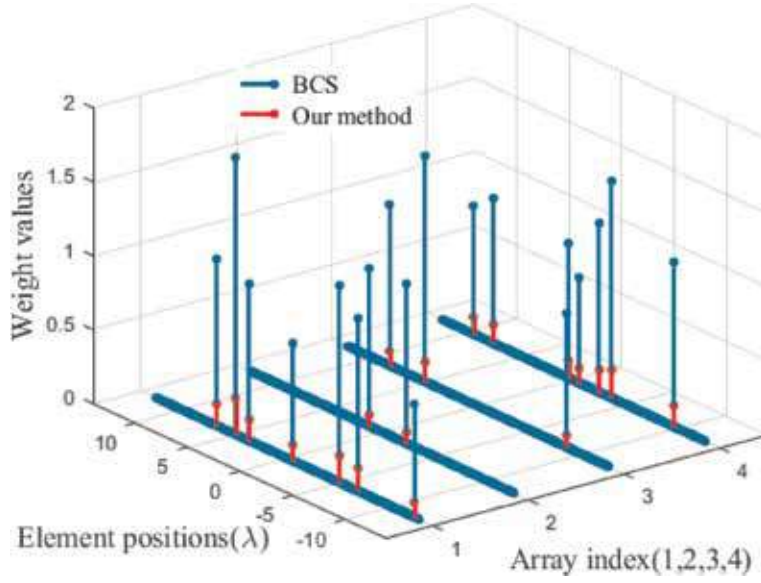 BCS
Our method
2
1.5
1
0.5
0
Weight values
10
5
0
-5
-10
Element positions(λ)
1
2
3
4
Array index(1,2,3,4)